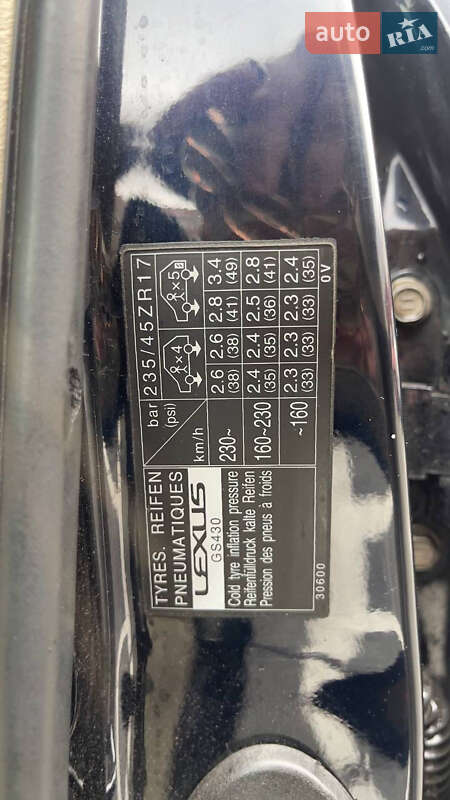 auto RIA.com
TYRES. REIFEN
PNEUMATIQUES
LEXUS
GS430
Cold tyre inflation pressure
Reifenfülldruck kalte Reifen
Pression des pneus à froids
30600
bar 235/45ZR17
(psi) ×4 ×5
km/h
230~ 2.6 2.6 2.8 3.4
(38) (38) (41) (49)
160~230 2.4 2.4 2.5 2.8
(35) (35) (36) (41)
~160 2.3 2.3 2.3 2.4
(33) (33) (33) (35)
0V